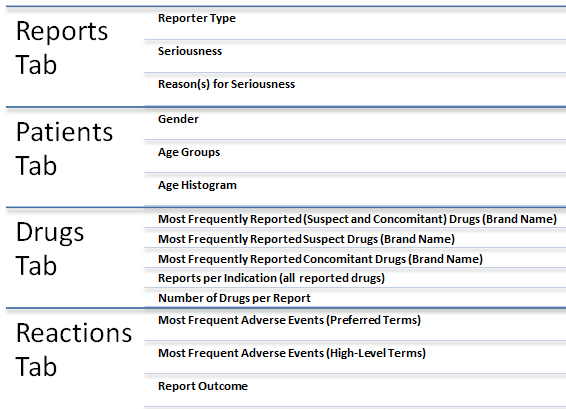 Reports
Tab
Reporter Type
Seriousness
Reason(s) for Seriousness
Patients
Tab
Gender
Age Groups
Age Histogram
Drugs
Tab
Most Frequently Reported (Suspect and Concomitant) Drugs (Brand Name)
Most Frequently Reported Suspect Drugs (Brand Name)
Most Frequently Reported Concomitant Drugs (Brand Name)
Reports per Indication (all reported drugs)
Number of Drugs per Report
Reactions
Tab
Most Frequent Adverse Events (Preferred Terms)
Most Frequent Adverse Events (High-Level Terms)
Report Outcome